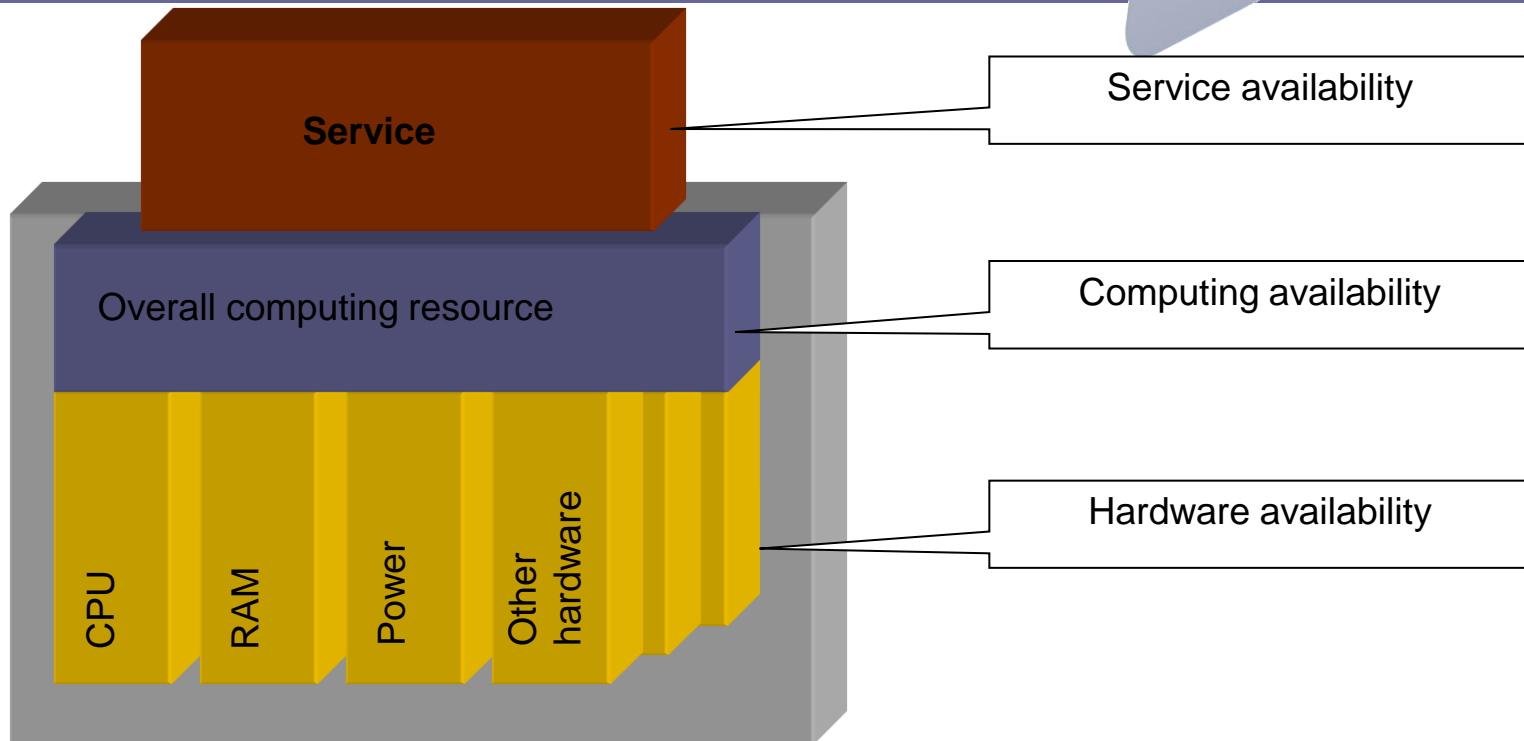 Service availability
Service
Computing availability
Overall computing resource
Hardware availability
CPU
RAM
Power
Other
hardware